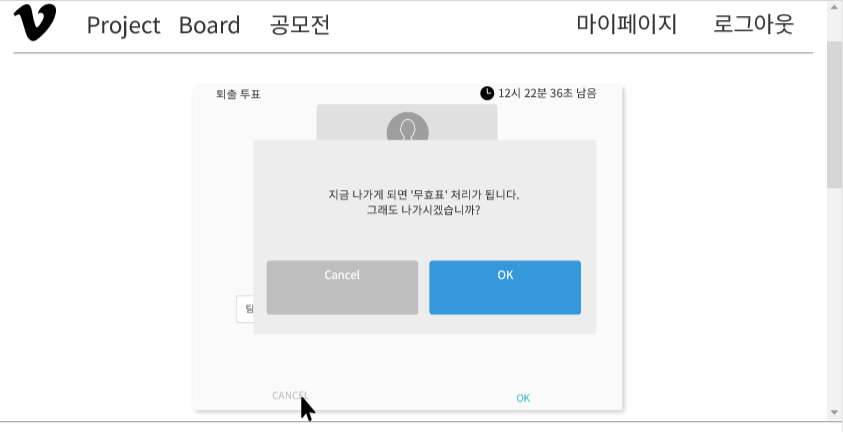 Project Board 공모전 마이페이지 로그아웃
퇴출 투표 12시 22분 36초 남음
지금 나가게 되면 '무효표' 처리가 됩니다.
그래도 나가시겠습니까?
Cancel OK
팀
CANCEL OK